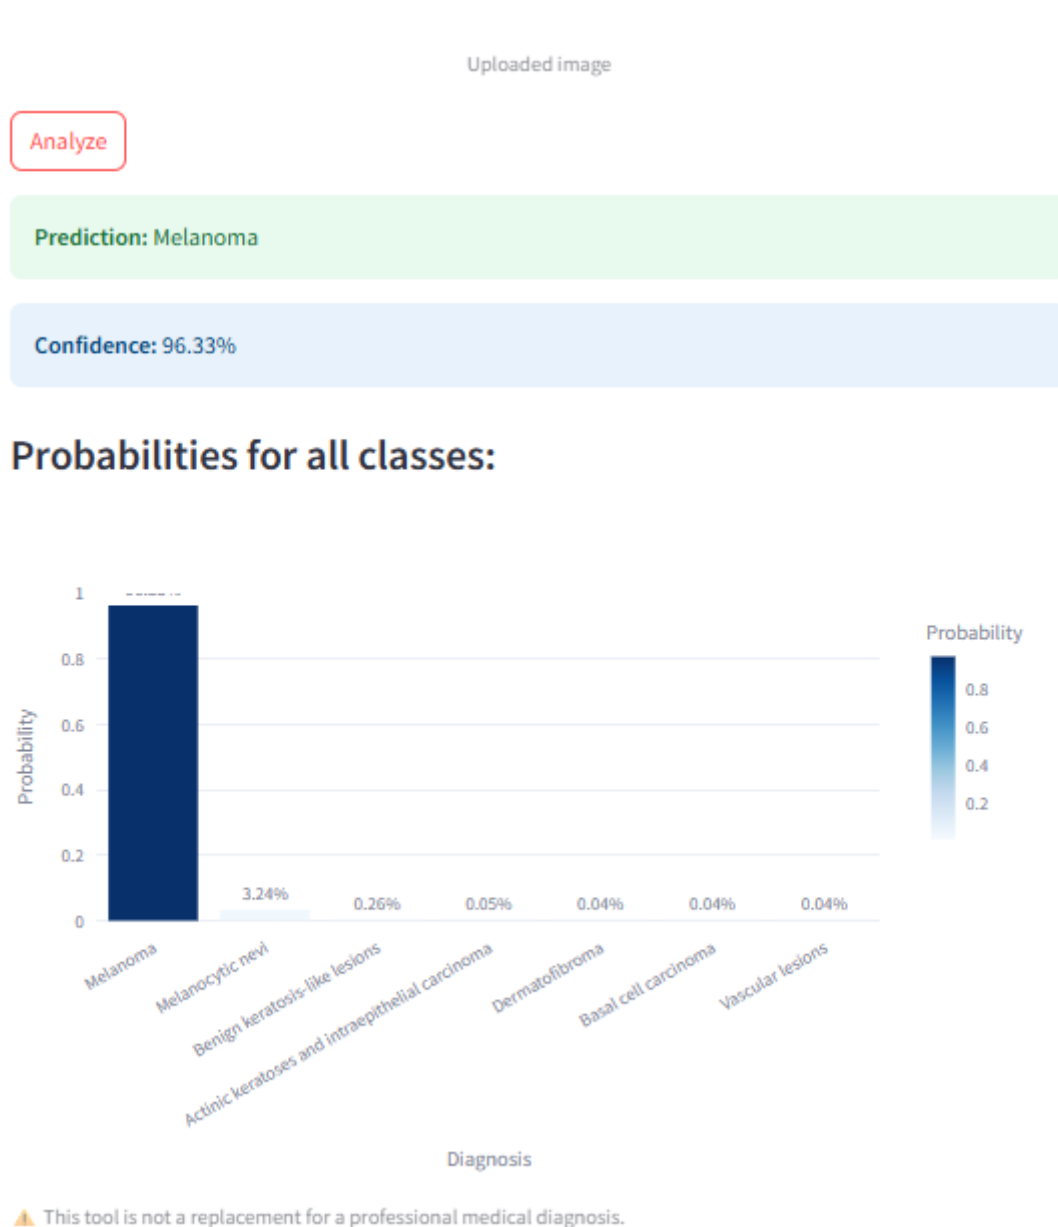 Uploaded image
Analyze
Prediction: Melanoma
Confidence: 96.33%
Probabilities for all classes:
Probability
1
0.8
0.6
0.4
0.2
0
Probability
0.8
0.6
0.4
0.2
3.24%
0.26%
0.05%
0.04%
0.04%
0.04%
Melanoma
Melanocytic nevi
Benign keratosis-like lesions
Actinic keratoses and intraepithelial carcinoma
Dermatofibroma
Basal cell carcinoma
Vascular lesions
Diagnosis
⚠ This tool is not a replacement for a professional medical diagnosis.